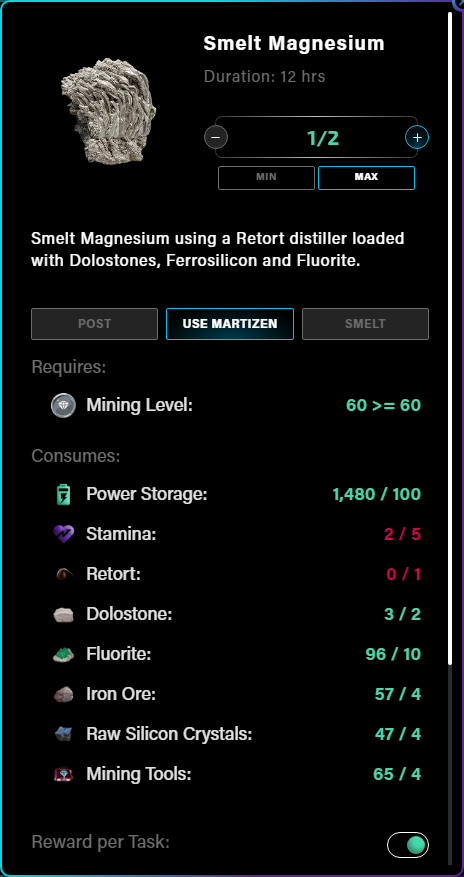 Smelt Magnesium
Duration: 12 hrs
1/2
MIN
MAX
Smelt Magnesium using a Retort distiller loaded
with Dolostones, Ferrosilicon and Fluorite.
POST
USE MARTIZEN
SMELT
Requires:
Mining Level: 60 >= 60
Consumes:
Power Storage: 1,480 / 100
Stamina: 2 / 5
Retort: 0 / 1
Dolostone: 3 / 2
Fluorite: 96 / 10
Iron Ore: 57 / 4
Raw Silicon Crystals: 47 / 4
Mining Tools: 65 / 4
Reward per Task: